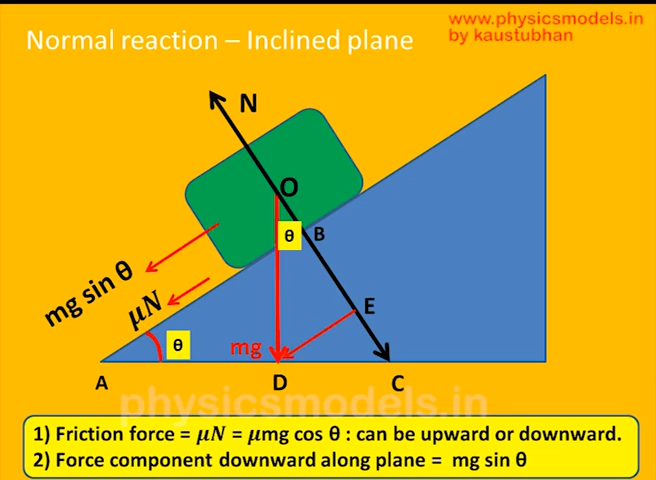 www.physicsmodels.in
by kaustubhan
Normal reaction – Inclined plane
N
O
θ
B
mg sin θ
μN
E
θ
mg
A
D
C
physicsmodels.in
1) Friction force = μN = μmg cos θ : can be upward or downward.
2) Force component downward along plane = mg sin θ